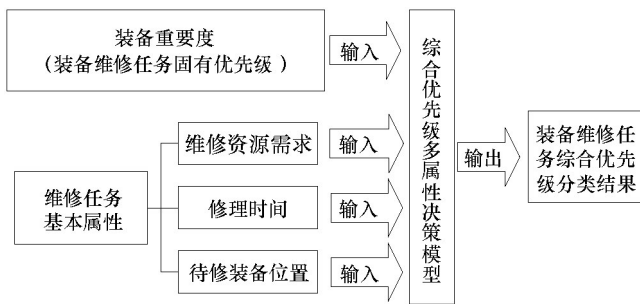 装备重要度
（装备维修任务固有优先级）
输入
维修任务
基本属性
维修资源需求
输入
修理时间
输入
待修装备位置
输入
综合优先级多属性决策模型
输出
装备维修任
务综合优先
级分类结果